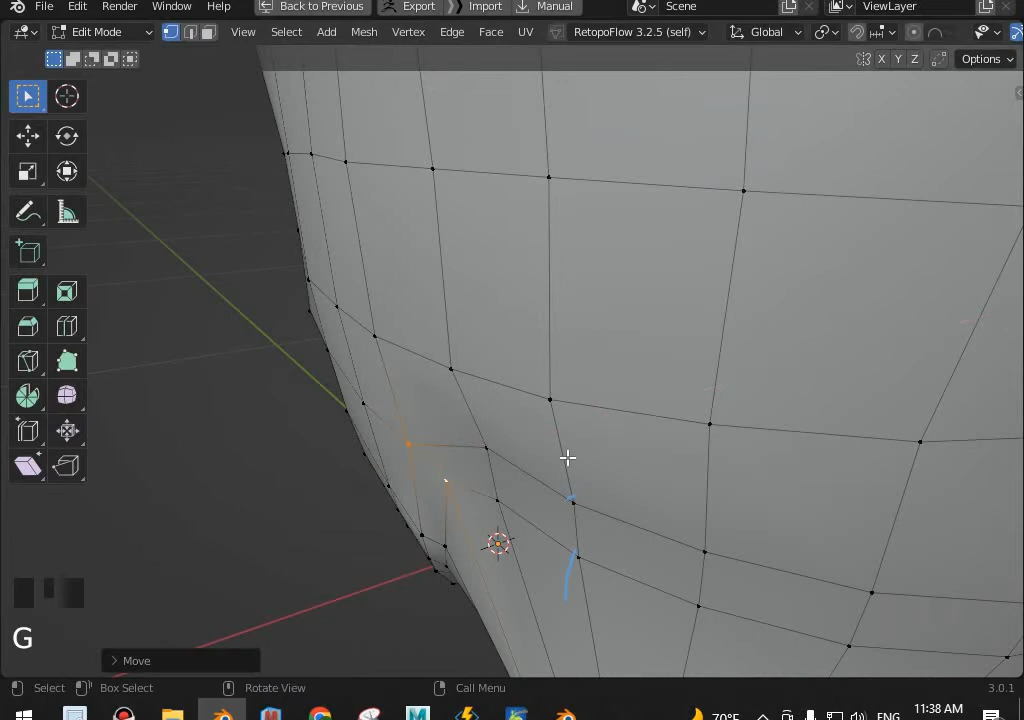 File Edit Render Window Help Back to Previous Export Import Manual Scene ViewLayer
Edit Mode View Select Add Mesh Vertex Edge Face UV RetopoFlow 3.2.5 (self) Global
X Y Z Options
G
Move
Select Box Select Rotate View Call Menu 3.0.1
70°F ENG 11:38 AM